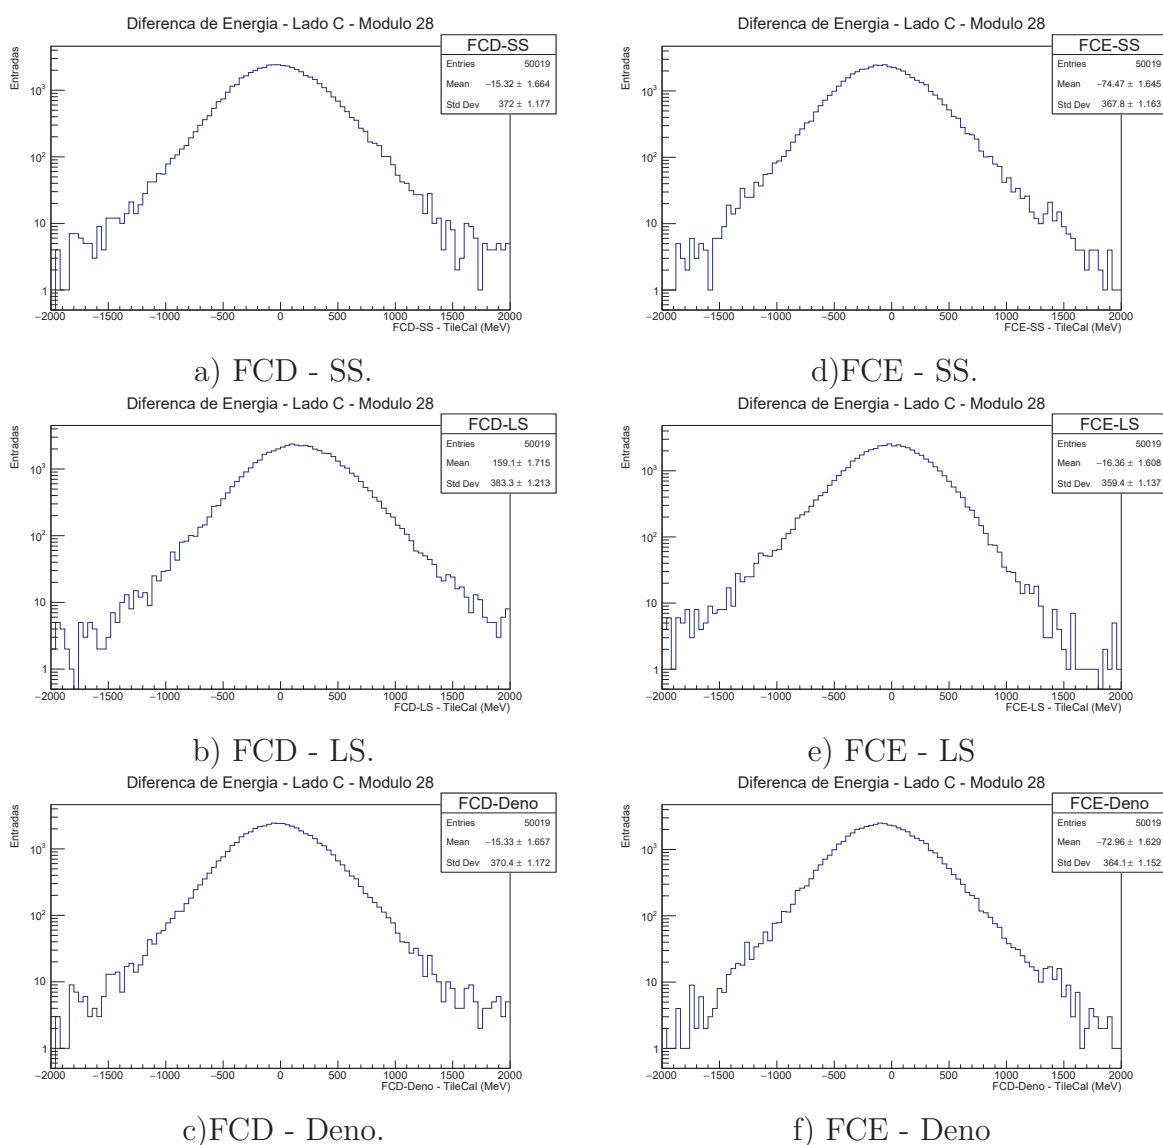 Diferenca de Energia - Lado C - Modulo 28
FCD-SS
Entries 50019
Mean −15.32 ± 1.664
Std Dev 372 ± 1.177
Entradas
10³
10²
10
1
−2000 −1500 −1000 −500 0 500 1000 1500 2000
FCD-SS - TileCal (MeV)
a) FCD - SS.
Diferenca de Energia - Lado C - Modulo 28
FCE-SS
Entries 50019
Mean −74.47 ± 1.645
Std Dev 367.8 ± 1.163
Entradas
10³
10²
10
1
−2000 −1500 −1000 −500 0 500 1000 1500 2000
FCE-SS - TileCal (MeV)
d)FCE - SS.
Diferenca de Energia - Lado C - Modulo 28
FCD-LS
Entries 50019
Mean 159.1 ± 1.715
Std Dev 383.3 ± 1.213
Entradas
10³
10²
10
1
−2000 −1500 −1000 −500 0 500 1000 1500 2000
FCD-LS - TileCal (MeV)
b) FCD - LS.
Diferenca de Energia - Lado C - Modulo 28
FCE-LS
Entries 50019
Mean −16.36 ± 1.608
Std Dev 359.4 ± 1.137
Entradas
10³
10²
10
1
−2000 −1500 −1000 −500 0 500 1000 1500 2000
FCE-LS - TileCal (MeV)
e) FCE - LS
Diferenca de Energia - Lado C - Modulo 28
FCD-Deno
Entries 50019
Mean −15.33 ± 1.657
Std Dev 370.4 ± 1.172
Entradas
10³
10²
10
1
−2000 −1500 −1000 −500 0 500 1000 1500 2000
FCD-Deno - TileCal (MeV)
c)FCD - Deno.
Diferenca de Energia - Lado C - Modulo 28
FCE-Deno
Entries 50019
Mean −72.96 ± 1.629
Std Dev 364.1 ± 1.152
Entradas
10³
10²
10
1
−2000 −1500 −1000 −500 0 500 1000 1500 2000
FCD-Deno - TileCal (MeV)
f) FCE - Deno